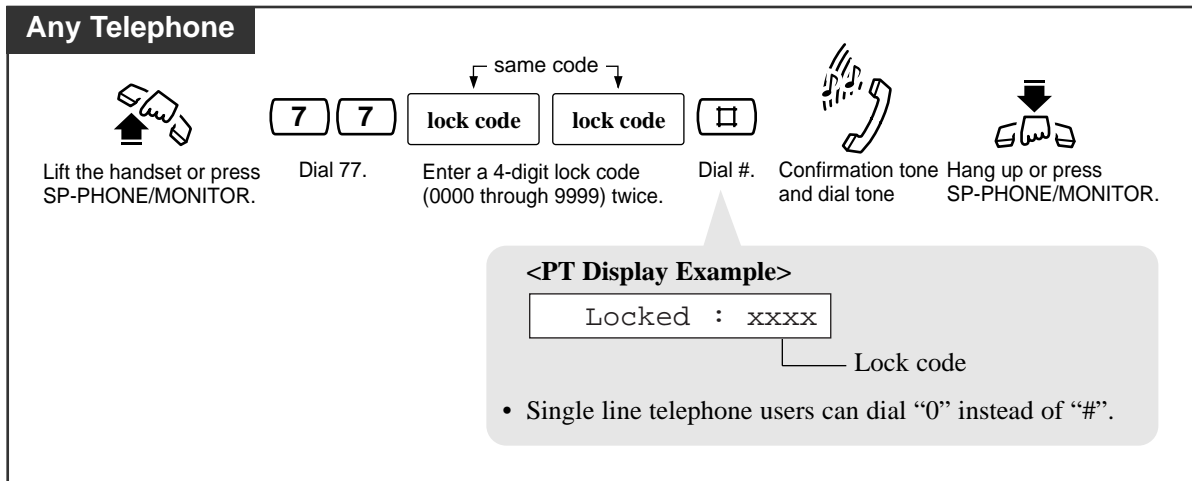 Any Telephone
same code
7 7 lock code lock code #
Lift the handset or press
SP-PHONE/MONITOR.
Dial 77.
Enter a 4-digit lock code
(0000 through 9999) twice.
Dial #.
Confirmation tone
and dial tone
Hang up or press
SP-PHONE/MONITOR.
<PT Display Example>
Locked : xxxx
Lock code
• Single line telephone users can dial “0” instead of “#”.